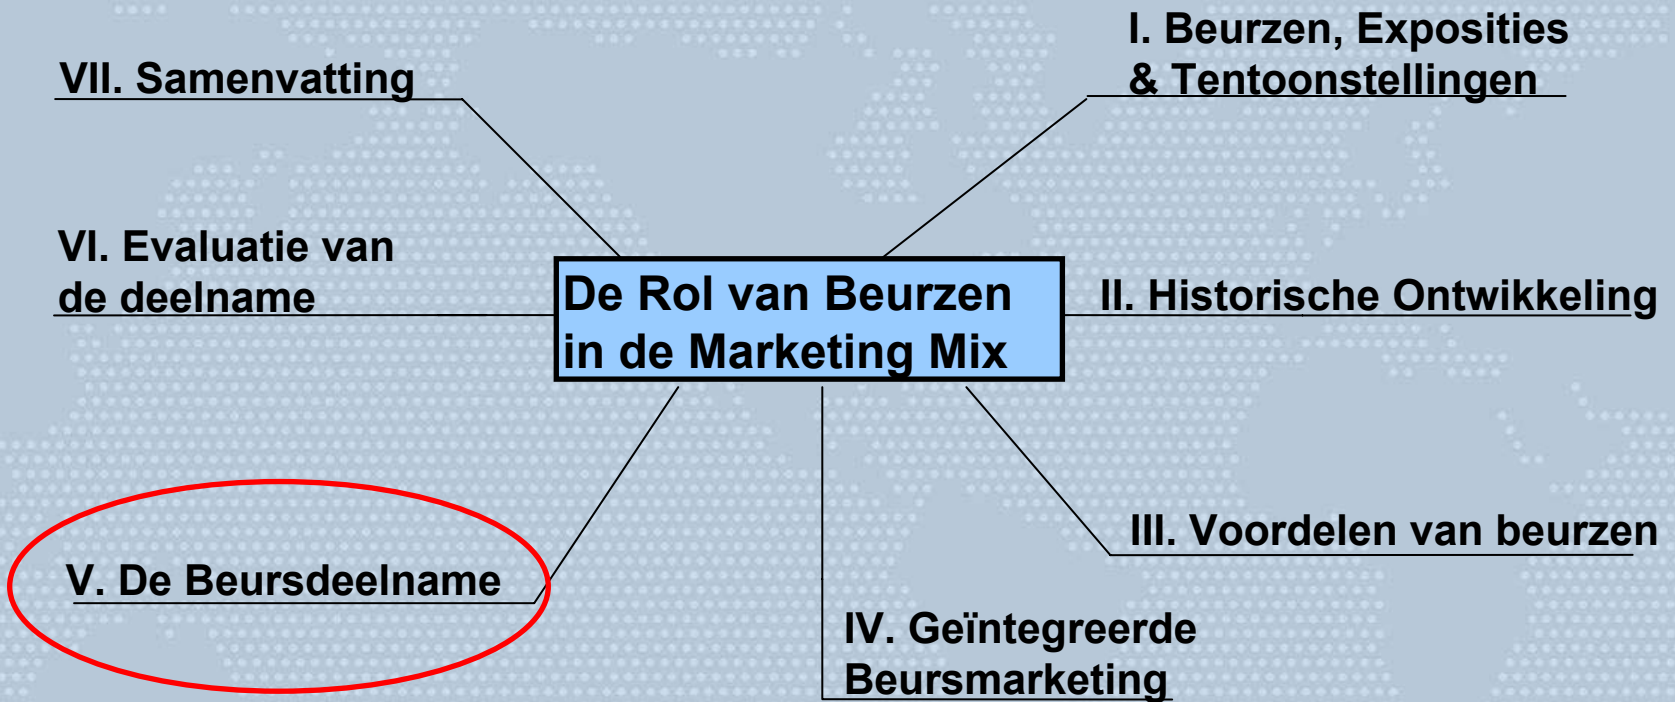 De Rol van Beurzen
in de Marketing Mix
I. Beurzen, Exposities
& Tentoonstellingen
II. Historische Ontwikkeling
III. Voordelen van beurzen
IV. Geïntegreerde
Beursmarketing
V. De Beursdeelname
VI. Evaluatie van
de deelname
VII. Samenvatting